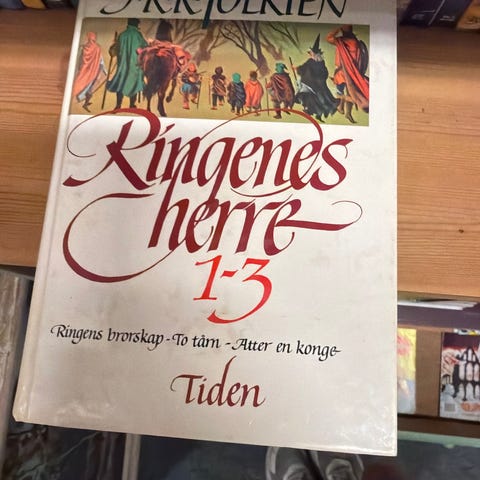 J.R.R. TOLKIEN
Ringenes
herre
1-3
Ringens brorskap - To tårn - Atter en konge
Tiden